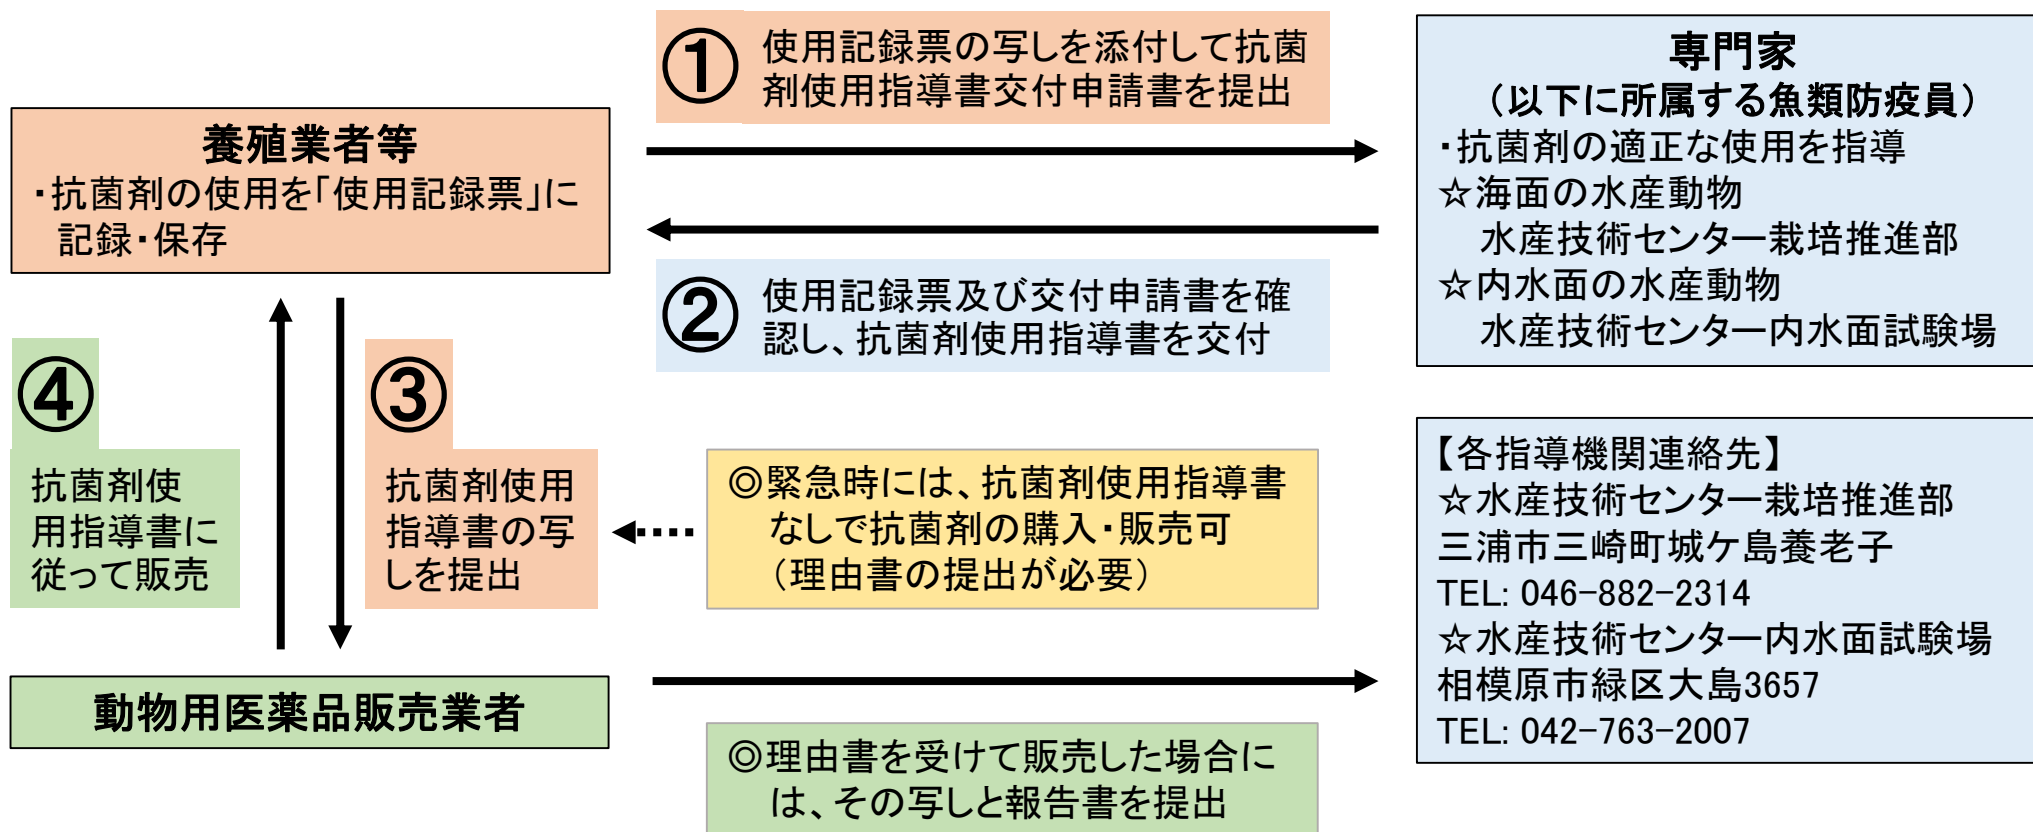 ①
使用記録票の写しを添付して抗菌
剤使用指導書交付申請書を提出
養殖業者等
・抗菌剤の使用を「使用記録票」に
記録・保存
専門家
（以下に所属する魚類防疫員）
・抗菌剤の適正な使用を指導
☆海面の水産動物
水産技術センター栽培推進部
☆内水面の水産動物
水産技術センター内水面試験場
②
使用記録票及び交付申請書を確
認し、抗菌剤使用指導書を交付
④
抗菌剤使
用指導書に
従って販売
③
抗菌剤使用
指導書の写
しを提出
◎緊急時には、抗菌剤使用指導書
なしで抗菌剤の購入・販売可
（理由書の提出が必要）
【各指導機関連絡先】
☆水産技術センター栽培推進部
三浦市三崎町城ケ島養老子
TEL: 046-882-2314
☆水産技術センター内水面試験場
相模原市緑区大島3657
TEL: 042-763-2007
動物用医薬品販売業者
◎理由書を受けて販売した場合に
は、その写しと報告書を提出